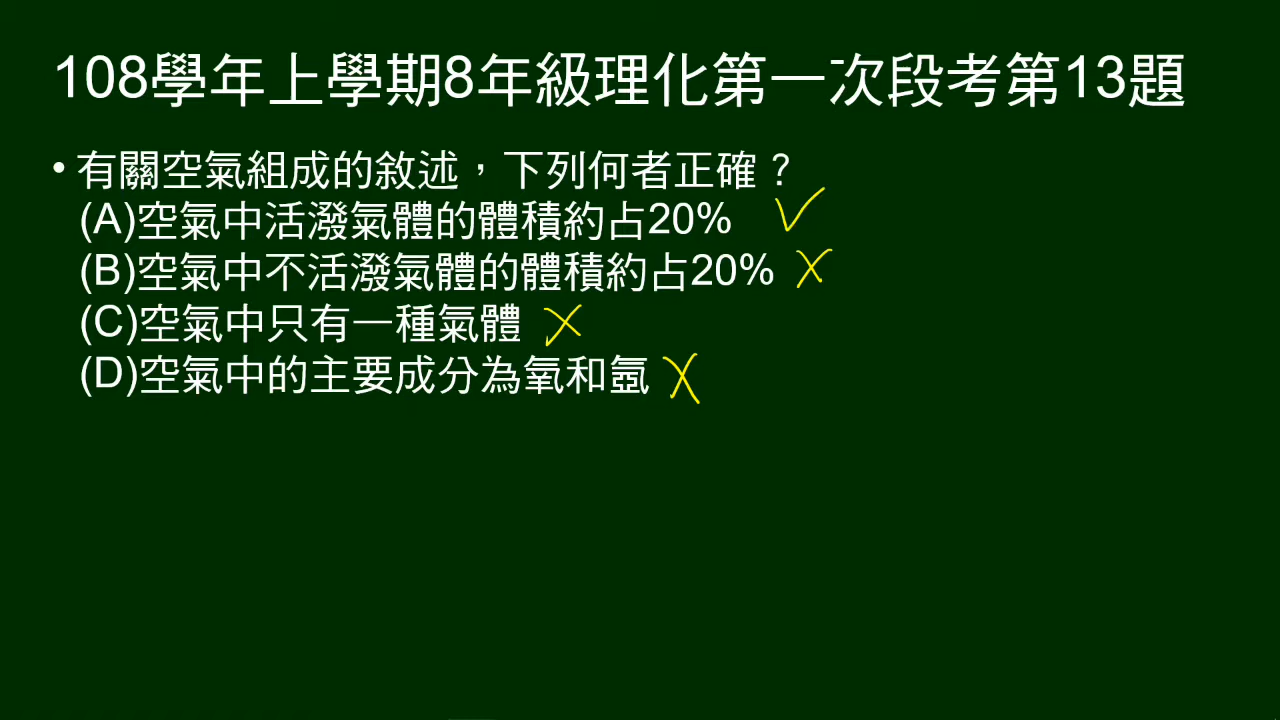 108學年上學期8年級理化第一次段考第13題
• 有關空氣組成的敘述，下列何者正確？
(A)空氣中活潑氣體的體積約占20%
(B)空氣中不活潑氣體的體積約占20%
(C)空氣中只有一種氣體
(D)空氣中的主要成分為氧和氬